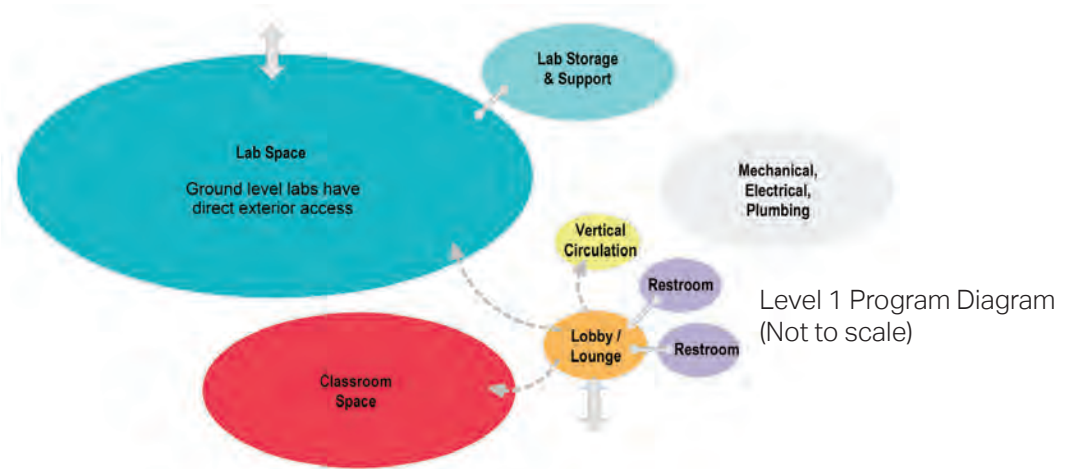 Lab Storage
& Support
Lab Space
Ground level labs have
direct exterior access
Mechanical,
Electrical,
Plumbing
Vertical
Circulation
Restroom
Level 1 Program Diagram
(Not to scale)
Lobby /
Lounge
Restroom
Classroom
Space